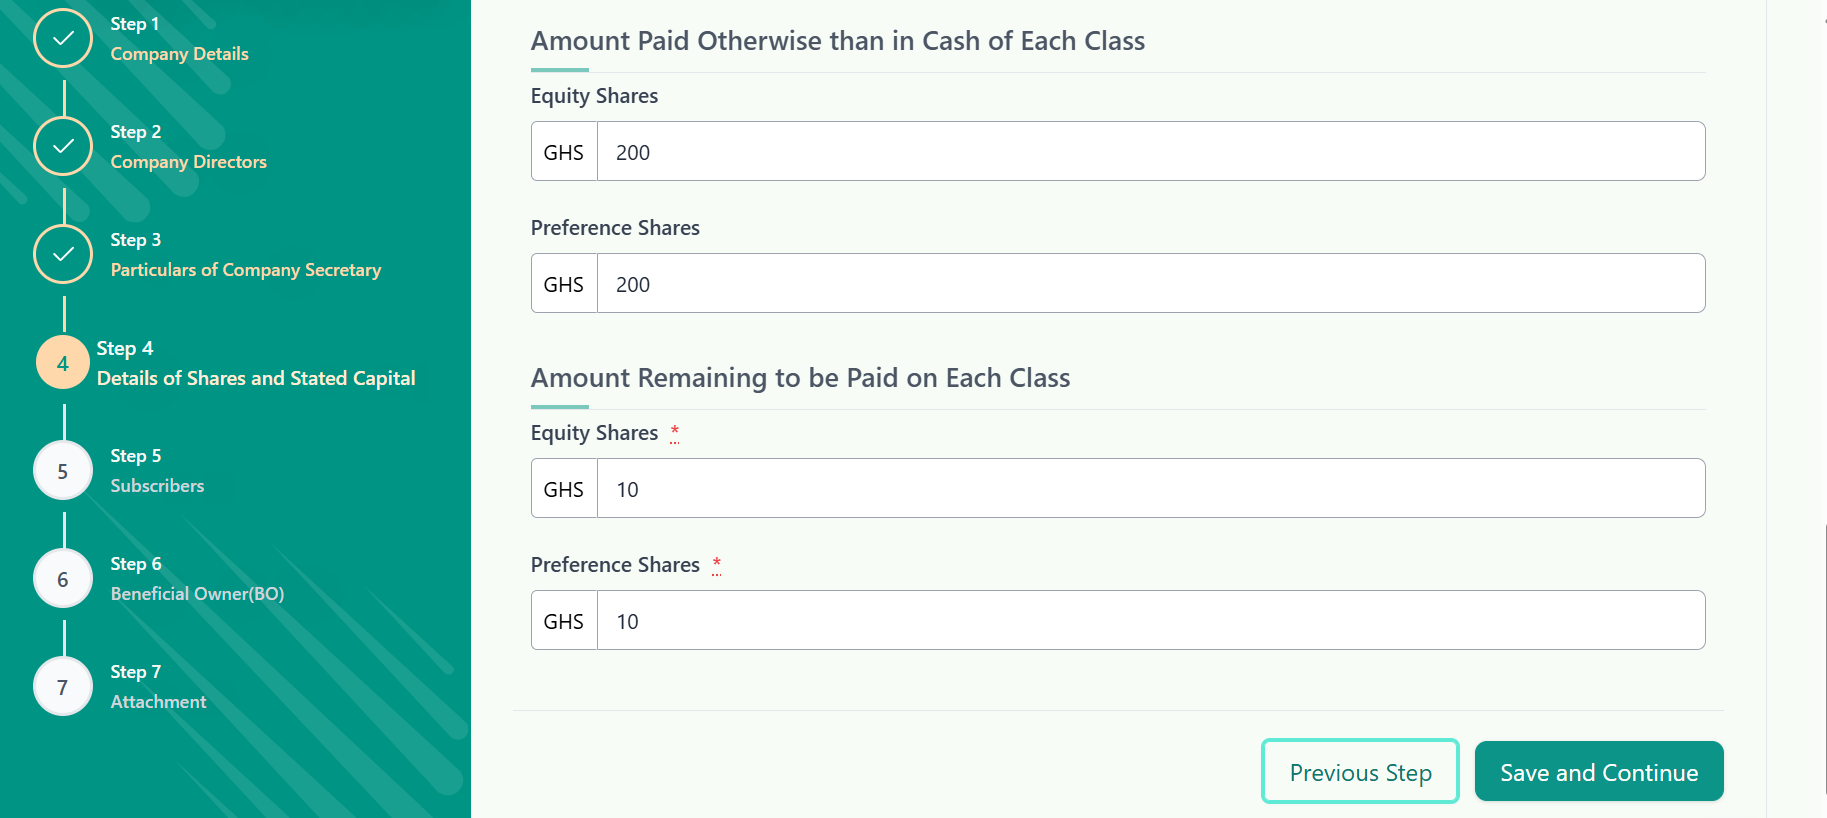 Step 1
Company Details
Step 2
Company Directors
Step 3
Particulars of Company Secretary
4
Step 4
Details of Shares and Stated Capital
5
Step 5
Subscribers
6
Step 6
Beneficial Owner(BO)
7
Step 7
Attachment
Amount Paid Otherwise than in Cash of Each Class
Equity Shares
GHS 200
Preference Shares
GHS 200
Amount Remaining to be Paid on Each Class
Equity Shares *
GHS 10
Preference Shares *
GHS 10
Previous Step Save and Continue